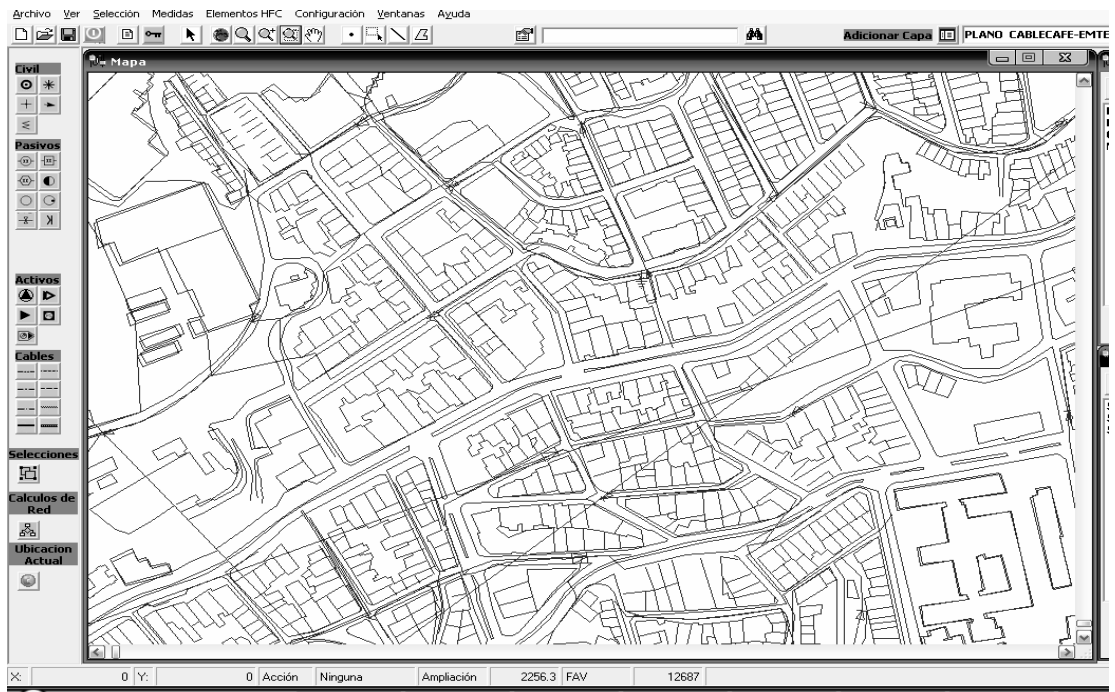 Archivo Ver Selección Medidas Elementos HFC Configuración Ventanas Ayuda
Adicionar Capa PLANO CABLECAFE-EMTE
Mapa
Civil
Pasivos
Activos
Cables
Selecciones
Calculos de
Red
Ubicacion
Actual
X: 0 Y: 0 Acción Ninguna Ampliación 2256.3 FAV 12687